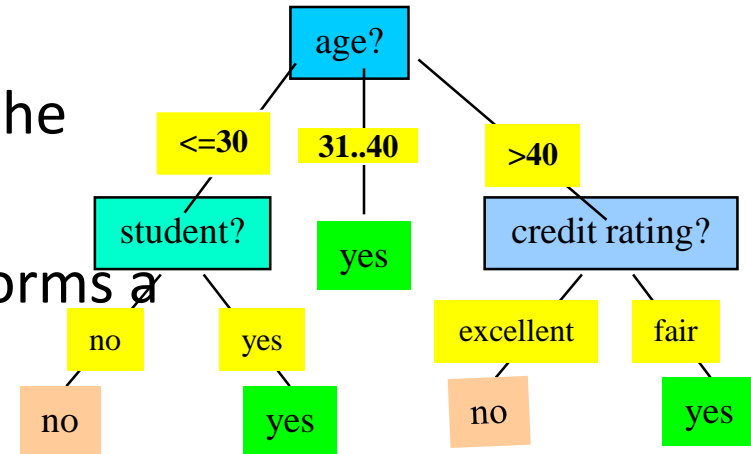 age?
he
<=30 31..40 >40
student? yes credit rating?
orms a
no yes excellent fair
no yes no yes